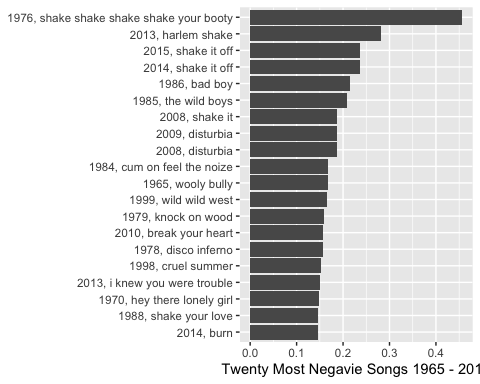 1976, shake shake shake shake your booty
2013, harlem shake
2015, shake it off
2014, shake it off
1986, bad boy
1985, the wild boys
2008, shake it
2009, disturbia
2008, disturbia
1984, cum on feel the noize
1965, wooly bully
1999, wild wild west
1979, knock on wood
2010, break your heart
1978, disco inferno
1998, cruel summer
2013, i knew you were trouble
1970, hey there lonely girl
1988, shake your love
2014, burn
0.0 0.1 0.2 0.3 0.4
Twenty Most Negavie Songs 1965 - 201